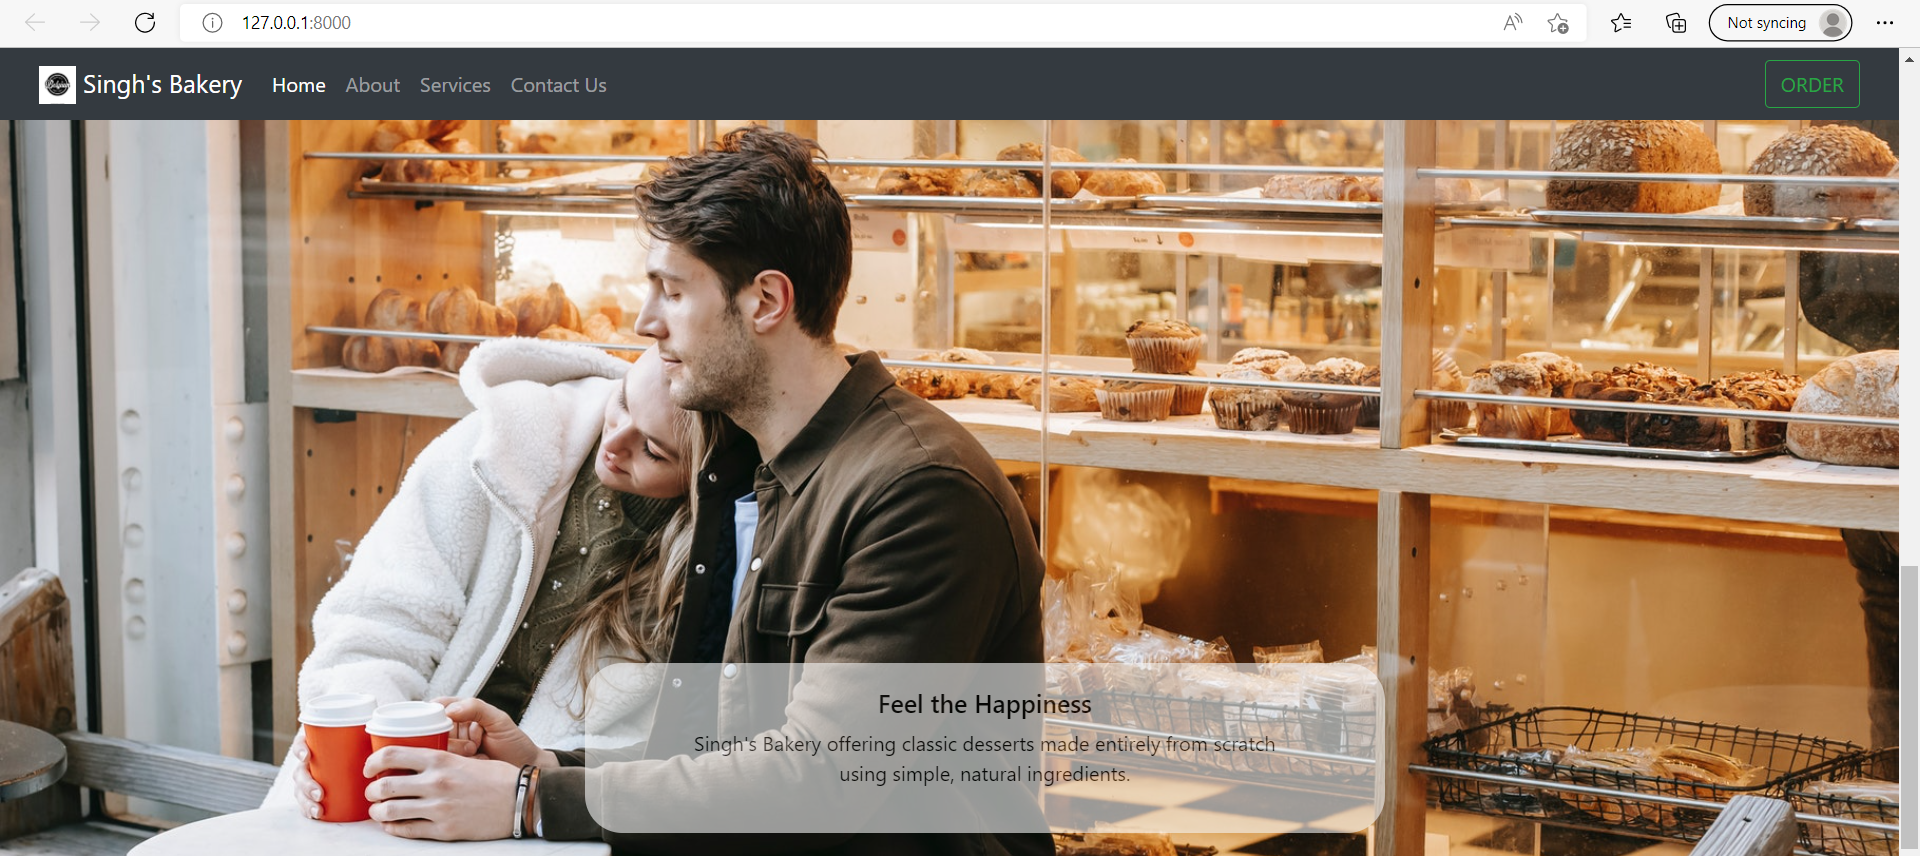 127.0.0.1:8000
Not syncing
Singh's Bakery
Home
About
Services
Contact Us
ORDER
Feel the Happiness
Singh's Bakery offering classic desserts made entirely from scratch
using simple, natural ingredients.